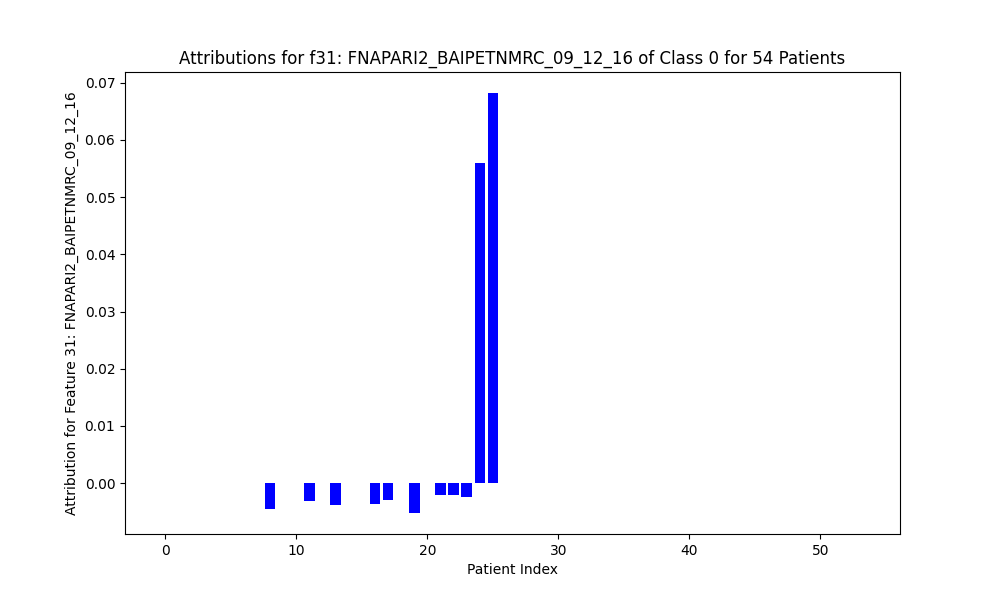 Attributions for f31: FNAPARI2_BAIPETNMRC_09_12_16 of Class 0 for 54 Patients
Attribution for Feature 31: FNAPARI2_BAIPETNMRC_09_12_16
0.07
0.06
0.05
0.04
0.03
0.02
0.01
0.00
0 10 20 30 40 50
Patient Index